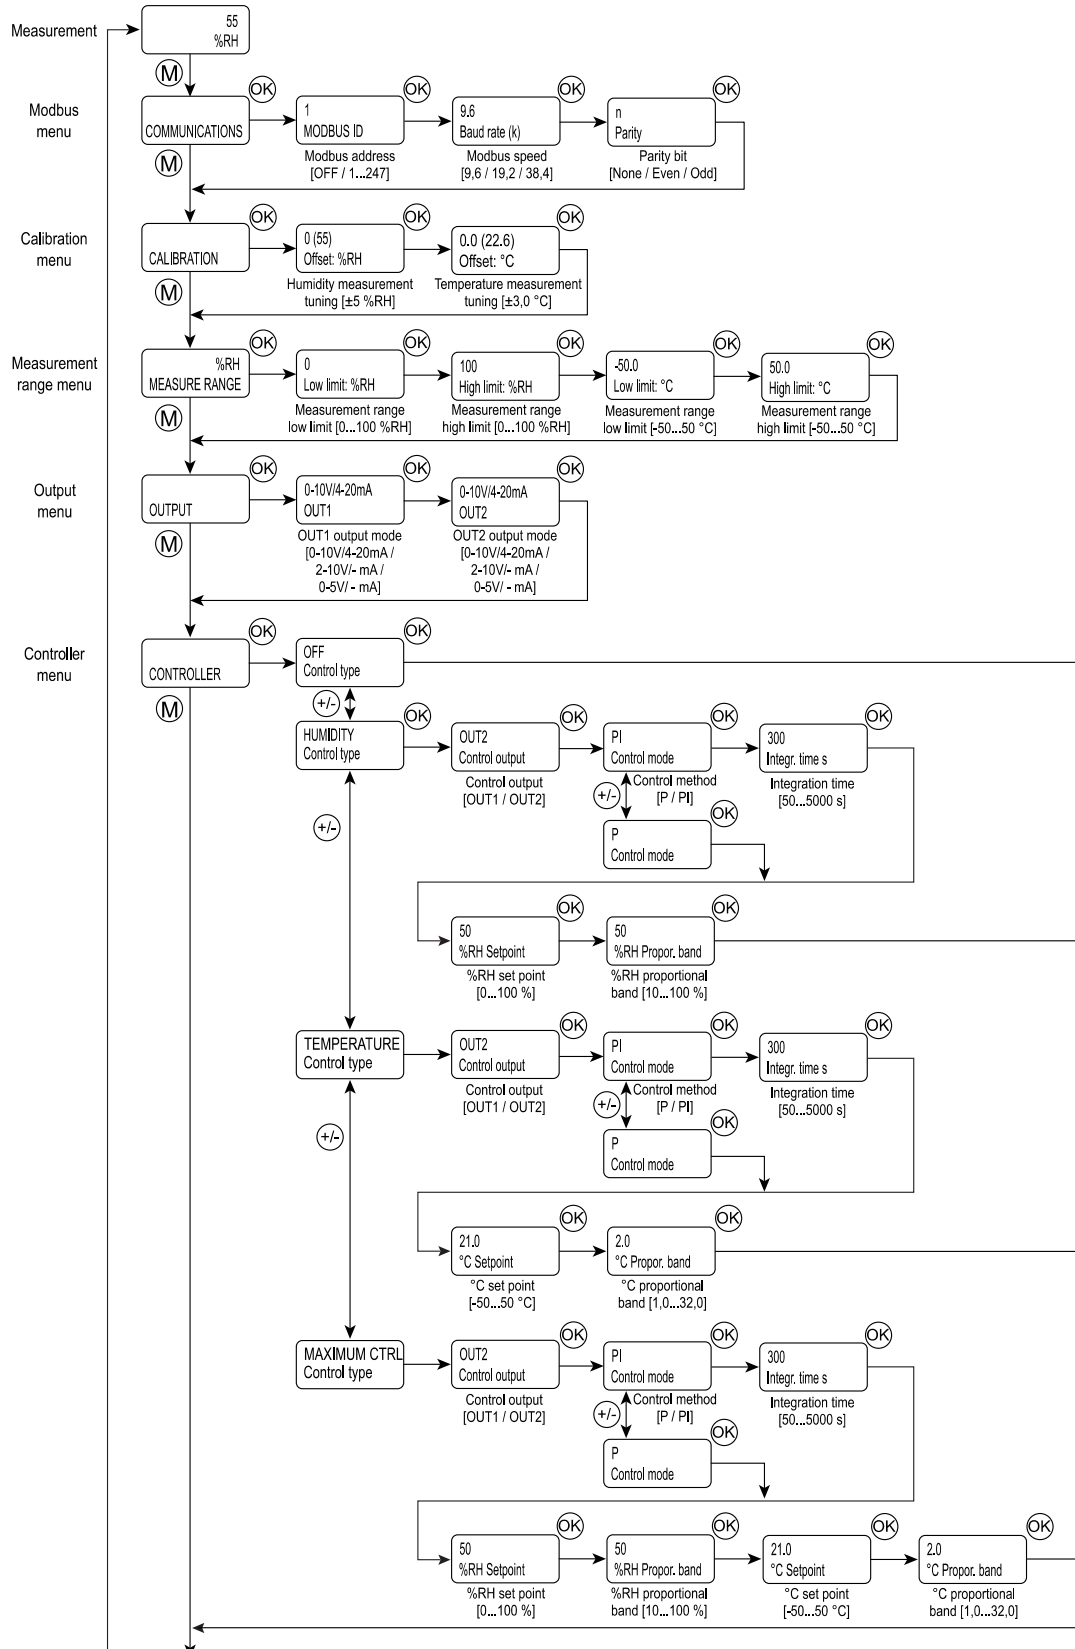 55
%RH
Measurement
M
OK
OK
OK
OK
Modbus
menu
COMMUNICATIONS
1
MODBUS ID
9.6
Baud rate (k)
n
Parity
Modbus address
[OFF / 1...247]
Modbus speed
[9,6 / 19,2 / 38,4]
Parity bit
[None / Even / Odd]
M
OK
OK
OK
Calibration
menu
CALIBRATION
0 (55)
Offset: %RH
0.0 (22.6)
Offset: °C
Humidity measurement
tuning [±5 %RH]
Temperature measurement
tuning [±3,0 °C]
M
OK
OK
OK
OK
OK
Measurement
range menu
%RH
MEASURE RANGE
0
Low limit: %RH
100
High limit: %RH
-50.0
Low limit: °C
50.0
High limit: °C
Measurement range
low limit [0...100 %RH]
Measurement range
high limit [0...100 %RH]
Measurement range
low limit [-50...50 °C]
Measurement range
high limit [-50...50 °C]
M
OK
OK
OK
Output
menu
OUTPUT
0-10V/4-20mA
OUT1
0-10V/4-20mA
OUT2
OUT1 output mode
[0-10V/4-20mA /
2-10V/- mA /
0-5V/ - mA]
OUT2 output mode
[0-10V/4-20mA /
2-10V/- mA /
0-5V/ - mA]
M
OK
OK
Controller
menu
CONTROLLER
OFF
Control type
M
+/-
OK
OK
OK
OK
HUMIDITY
Control type
OUT2
Control output
PI
Control mode
300
Integr. time s
Control output
[OUT1 / OUT2]
Control method
[P / PI]
Integration time
[50...5000 s]
+/-
+/-
OK
P
Control mode
OK
OK
50
%RH Setpoint
50
%RH Propor. band
%RH set point
[0...100 %]
%RH proportional
band [10...100 %]
OK
OK
OK
TEMPERATURE
Control type
OUT2
Control output
PI
Control mode
300
Integr. time s
Control output
[OUT1 / OUT2]
Control method
[P / PI]
Integration time
[50...5000 s]
+/-
+/-
OK
P
Control mode
OK
OK
21.0
°C Setpoint
2.0
°C Propor. band
°C set point
[-50...50 °C]
°C proportional
band [1,0...32,0]
OK
OK
OK
MAXIMUM CTRL
Control type
OUT2
Control output
PI
Control mode
300
Integr. time s
Control output
[OUT1 / OUT2]
Control method
[P / PI]
Integration time
[50...5000 s]
+/-
OK
P
Control mode
OK
OK
OK
OK
50
%RH Setpoint
50
%RH Propor. band
21.0
°C Setpoint
2.0
°C Propor. band
%RH set point
[0...100 %]
%RH proportional
band [10...100 %]
°C set point
[-50...50 °C]
°C proportional
band [1,0...32,0]